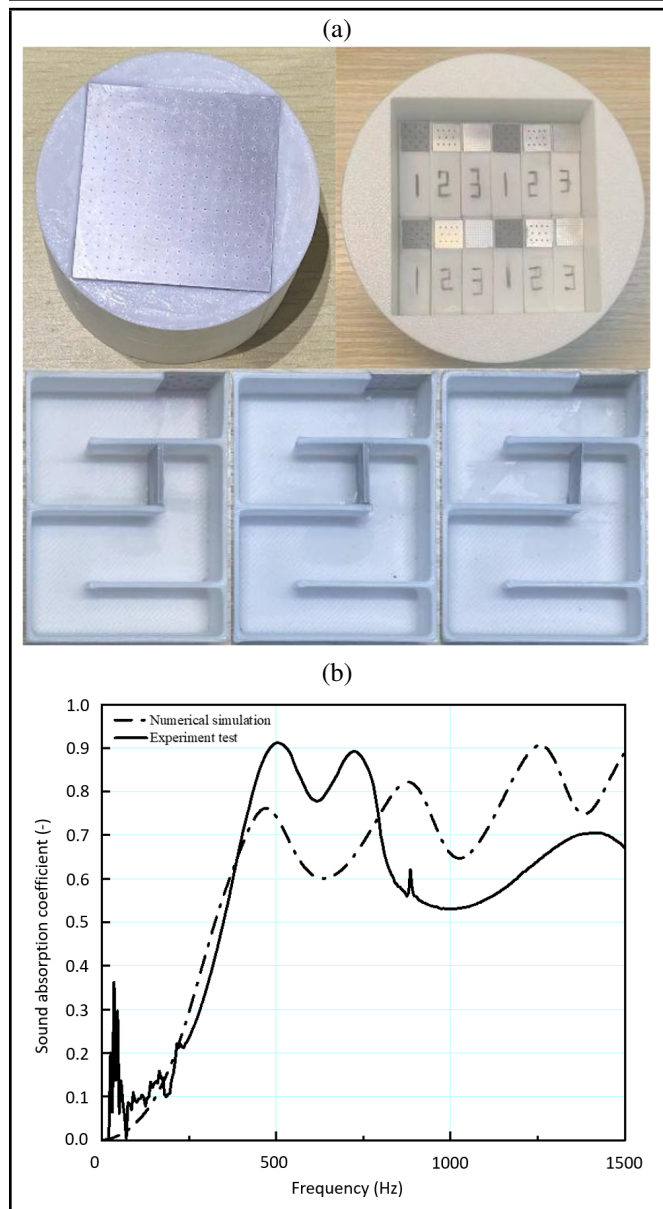 (a)
1 2 3 1 2 3
1 2 3 1 2 3
(b)
1.0
0.9
0.8
0.7
0.6
0.5
0.4
0.3
0.2
0.1
0.0
Numerical simulation
Experiment test
Sound absorption coefficient (-)
0 500 1000 1500
Frequency (Hz)